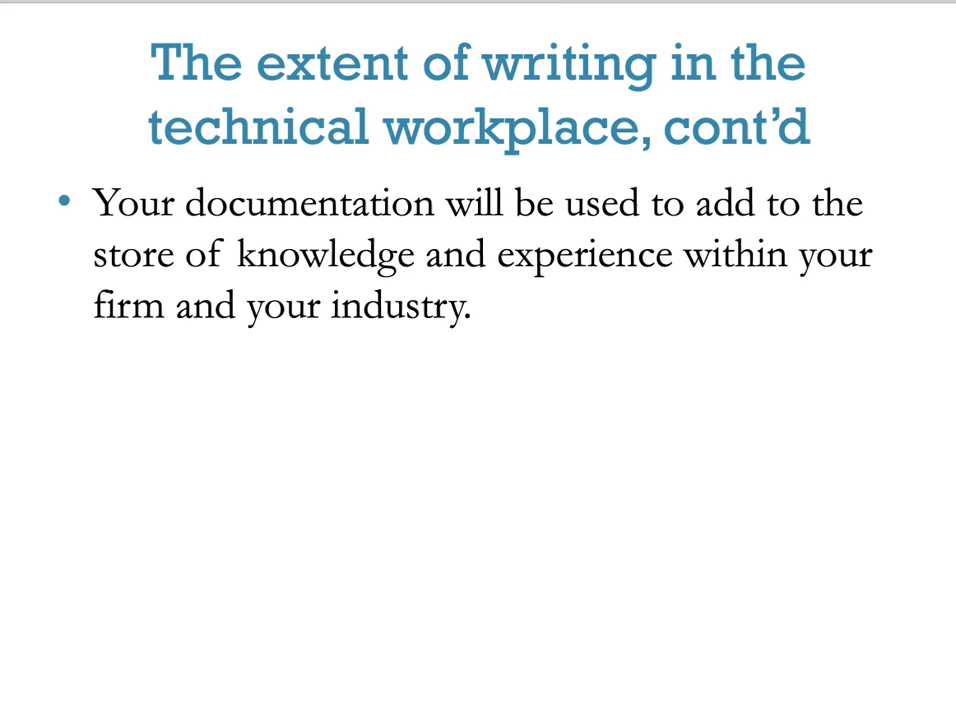 The extent of writing in the
technical workplace, cont’d
• Your documentation will be used to add to the
store of knowledge and experience within your
firm and your industry.